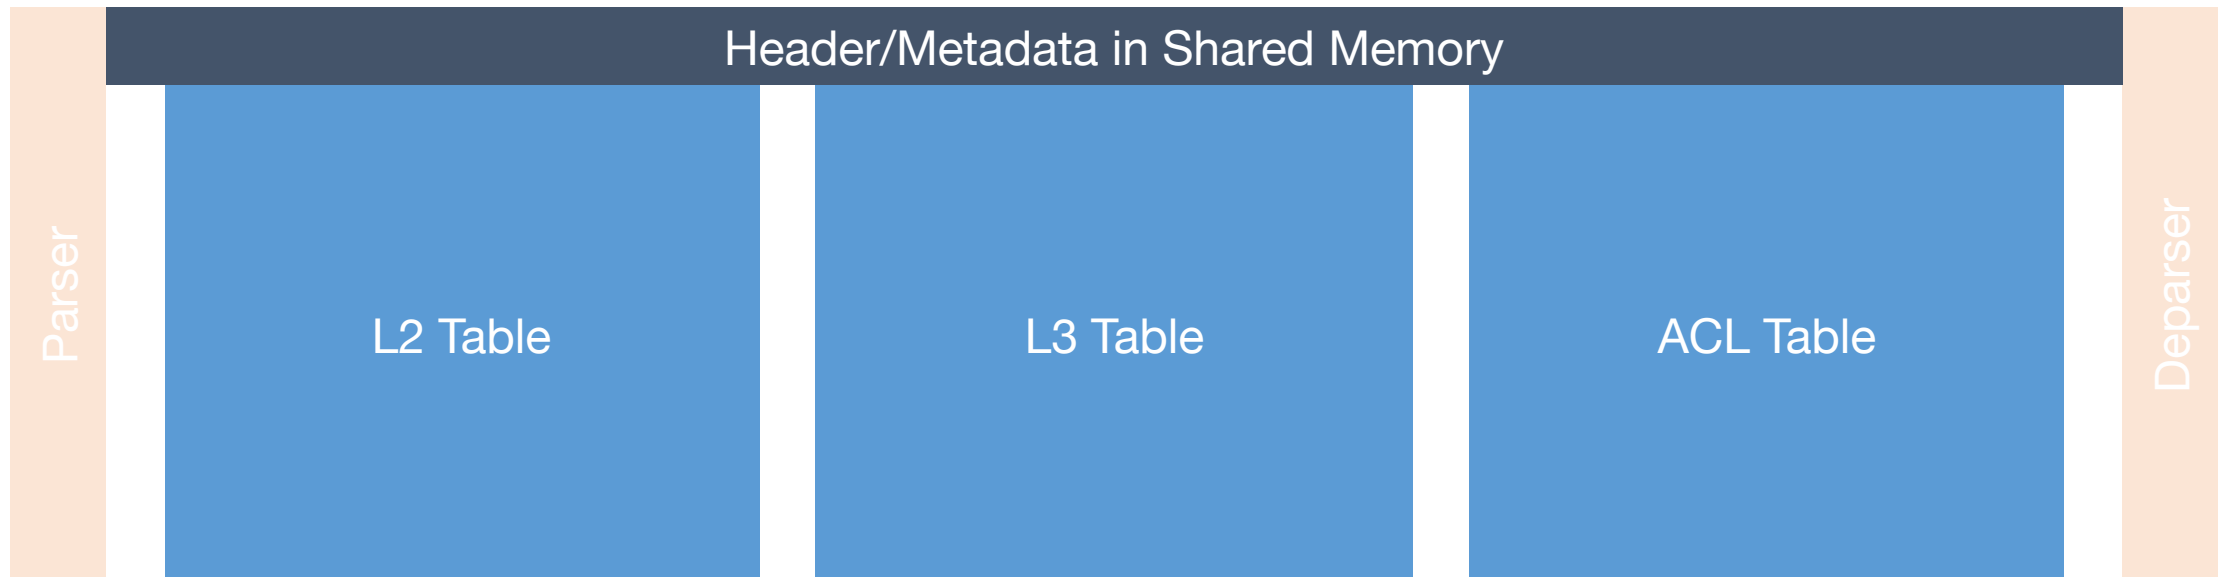 Header/Metadata in Shared Memory
Parser
L2 Table
L3 Table
ACL Table
Deparser